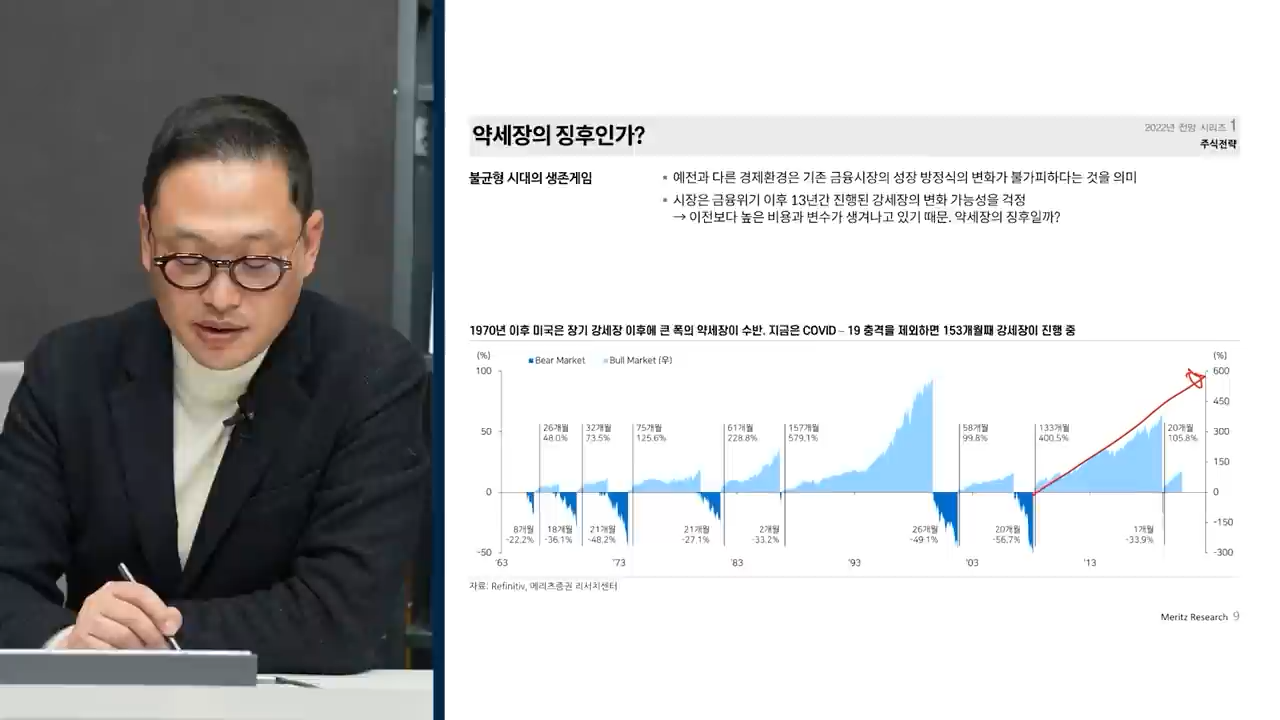 약세장의 징후인가?
2022년 전망 시리즈 1
주식전략
불균형 시대의 생존게임
▪ 예전과 다른 경제환경은 기존 금융시장의 성장 방정식의 변화가 불가피하다는 것을 의미
▪ 시장은 금융위기 이후 13년간 진행된 강세장의 변화 가능성을 걱정
→ 이전보다 높은 비용과 변수가 생겨나고 있기 때문. 약세장의 징후일까?
1970년 이후 미국은 장기 강세장 이후에 큰 폭의 약세장이 수반. 지금은 COVID – 19 충격을 제외하면 153개월째 강세장이 진행 중
(%)
Bear Market
Bull Market (우)
(%)
100
50
0
-50
600
450
300
150
0
-150
-300
26개월
48.0%
32개월
73.5%
75개월
125.6%
61개월
228.8%
157개월
579.1%
58개월
99.8%
133개월
400.5%
20개월
105.8%
8개월
-22.2%
18개월
-36.1%
21개월
-48.2%
21개월
-27.1%
2개월
-33.2%
26개월
-49.1%
20개월
-56.7%
1개월
-33.9%
'63
'73
'83
'93
'03
'13
자료: Refinitiv, 메리츠증권 리서치센터
Meritz Research 9